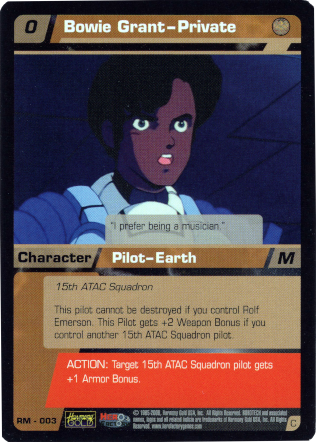 0 Bowie Grant-Private
"I prefer being a musician."
Character Pilot-Earth M
15th ATAC Squadron
This pilot cannot be destroyed if you control Rolf
Emerson. This Pilot gets +2 Weapon Bonus if you
control another 15th ATAC Squadron pilot.
ACTION: Target 15th ATAC Squadron pilot gets
+1 Armor Bonus.
RM - 003
Harmony
GOLD
C